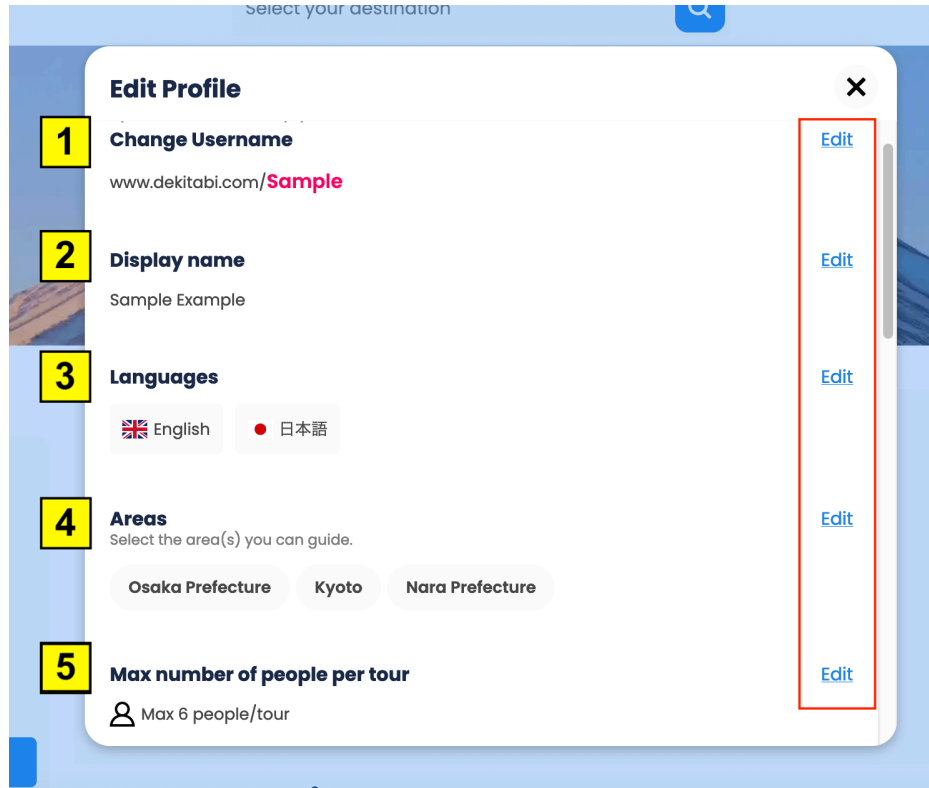 Select your destination
Edit Profile
1
Change Username
Edit
www.dekitabi.com/Sample
2
Display name
Edit
Sample Example
3
Languages
Edit
English
日本語
4
Areas
Edit
Select the area(s) you can guide.
Osaka Prefecture
Kyoto
Nara Prefecture
5
Max number of people per tour
Edit
Max 6 people/tour